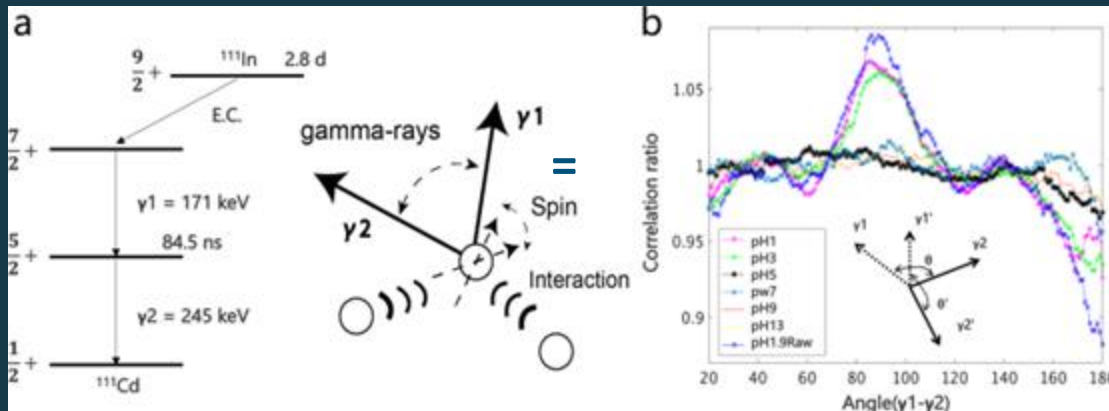 a
9/2 +
¹¹¹In 2.8 d
E.C.
7/2 +
γ1 = 171 keV
84.5 ns
5/2 +
γ2 = 245 keV
1/2 +
¹¹¹Cd
gamma-rays
γ1
γ2
Spin
Interaction
=
b
Correlation ratio
1.05
1
0.95
0.9
20 40 60 80 100 120 140 160 180
Angle(γ1-γ2)
pH1
pH3
pH5
pw7
pH9
pH13
pH1.9Raw
γ1
γ1'
γ2
θ
θ'
γ2'